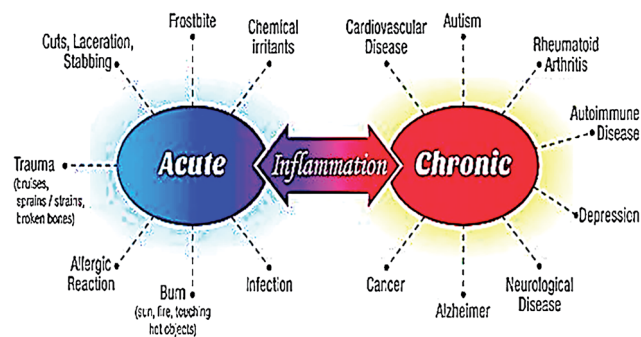 Frostbite
Cuts, Laceration,
Stabbing
Chemical
irritants
Trauma
(bruises,
sprains / strains,
broken bones)
Acute
Allergic
Reaction
Burn
(sun, fire, touching
hot objects)
Infection
Inflammation
Cardiovascular
Disease
Autism
Rheumatoid
Arthritis
Autoimmune
Disease
Chronic
Depression
Cancer
Alzheimer
Neurological
Disease